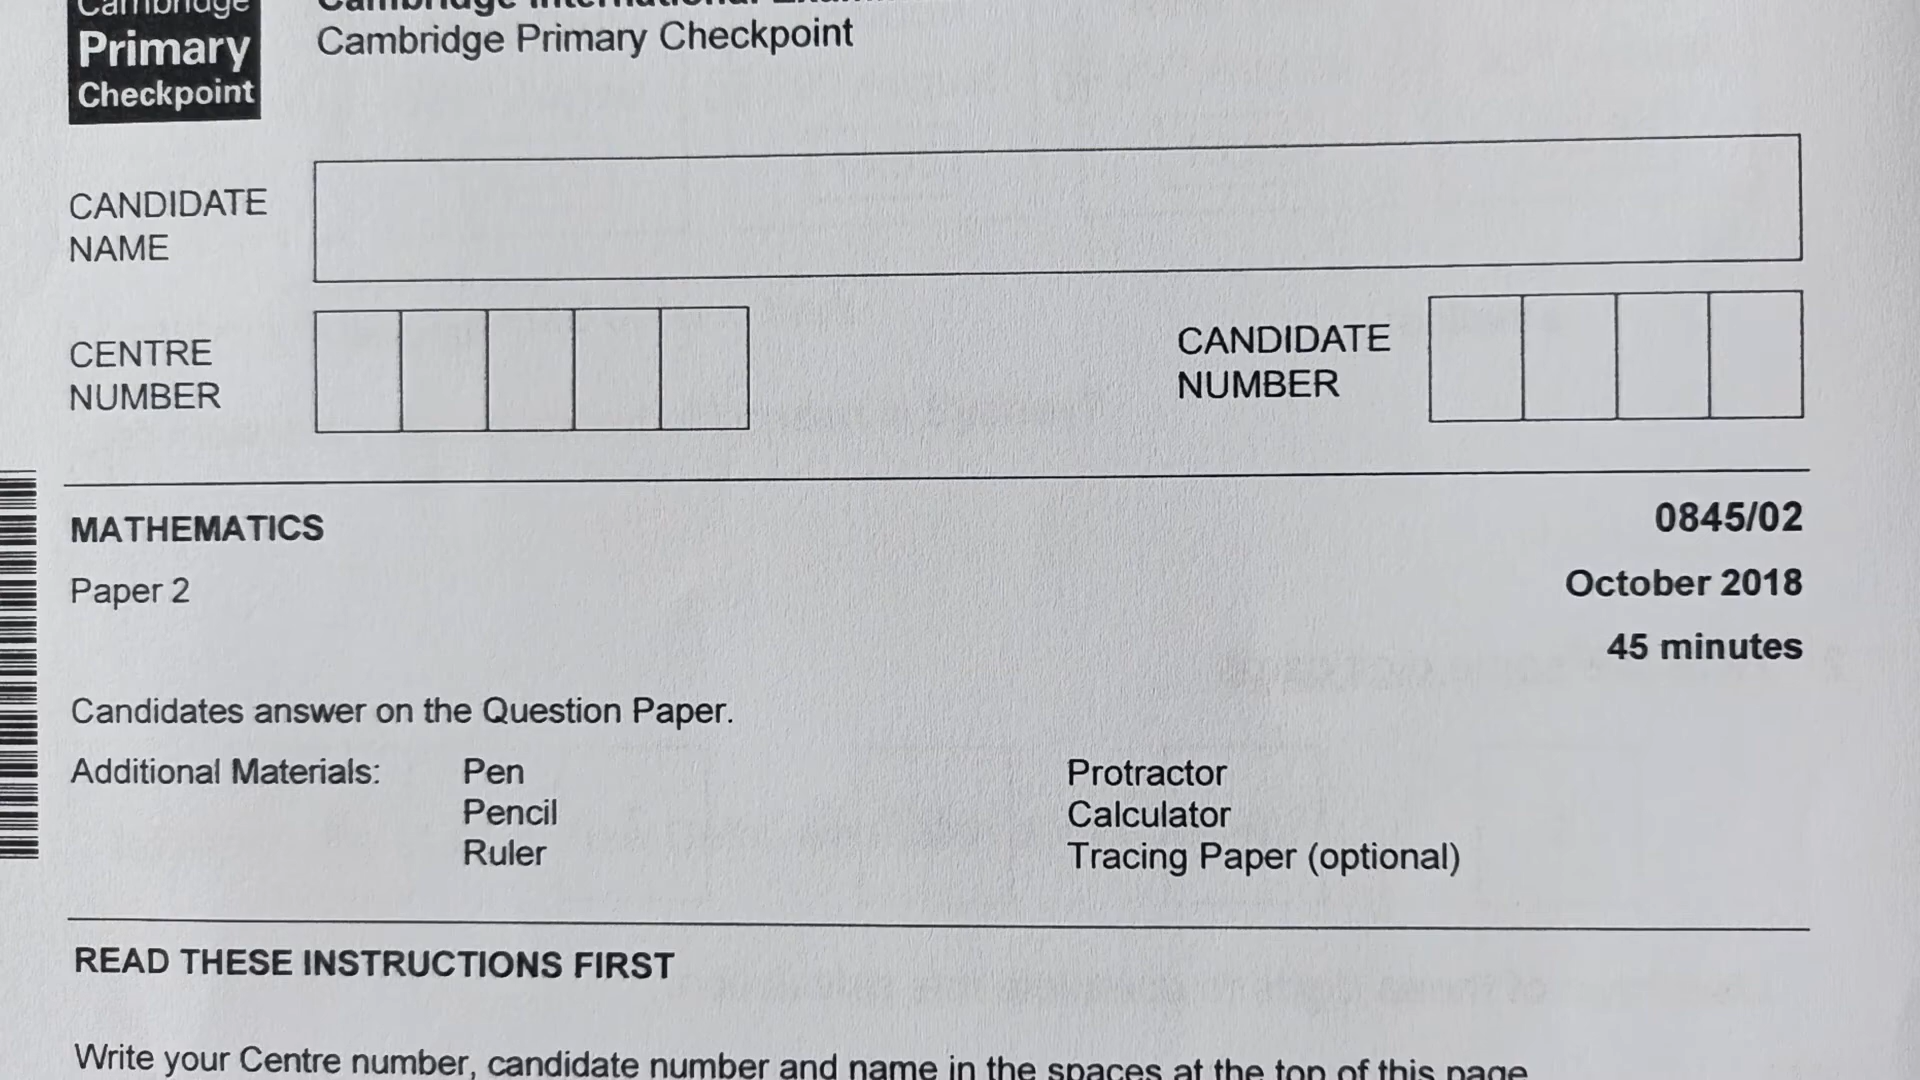 Cambridge
Primary
Checkpoint
Cambridge International
Cambridge Primary Checkpoint
CANDIDATE
NAME
CENTRE
NUMBER
CANDIDATE
NUMBER
MATHEMATICS
0845/02
Paper 2
October 2018
45 minutes
Candidates answer on the Question Paper.
Additional Materials:
Pen
Pencil
Ruler
Protractor
Calculator
Tracing Paper (optional)
READ THESE INSTRUCTIONS FIRST
Write your Centre number, candidate number and name in the spaces at the top of this page